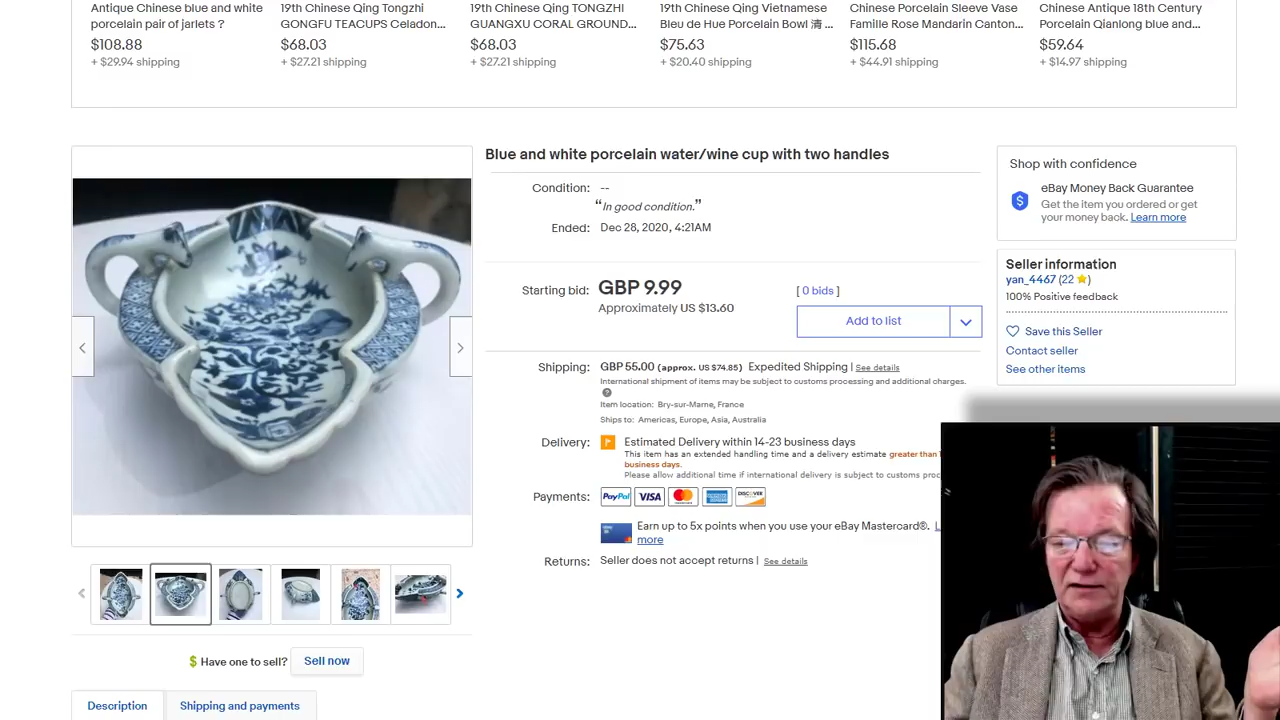 Antique Chinese blue and white
porcelain pair of jarlets ?
$108.88
+ $29.94 shipping
19th Chinese Qing Tongzhi
GONGFU TEACUPS Celadon...
$68.03
+ $27.21 shipping
19th Chinese Qing TONGZHI
GUANGXU CORAL GROUND...
$68.03
+ $27.21 shipping
19th Chinese Qing Vietnamese
Bleu de Hue Porcelain Bowl 清 ...
$75.63
+ $20.40 shipping
Chinese Porcelain Sleeve Vase
Famille Rose Mandarin Canton...
$115.68
+ $44.91 shipping
Chinese Antique 18th Century
Porcelain Qianlong blue and...
$59.64
+ $14.97 shipping
Blue and white porcelain water/wine cup with two handles
Condition: --
“In good condition.”
Ended: Dec 28, 2020, 4:21AM
Starting bid: GBP 9.99 [ 0 bids ]
Approximately US $13.60
Add to list
Shipping: GBP 55.00 (approx. US $74.85) Expedited Shipping | See details
International shipment of items may be subject to customs processing and additional charges.
Item location: Bry-sur-Marne, France
Ships to: Americas, Europe, Asia, Australia
Delivery: Estimated Delivery within 14-23 business days
This item has an extended handling time and a delivery estimate greater than
business days.
Please allow additional time if international delivery is subject to customs proc
Payments: PayPal VISA MasterCard DISCOVER
Earn up to 5x points when you use your eBay Mastercard®. L
more
Returns: Seller does not accept returns | See details
Shop with confidence
eBay Money Back Guarantee
Get the item you ordered or get
your money back. Learn more
Seller information
yan_4467 (22 )
100% Positive feedback
Save this Seller
Contact seller
See other items
$ Have one to sell? Sell now
Description Shipping and payments